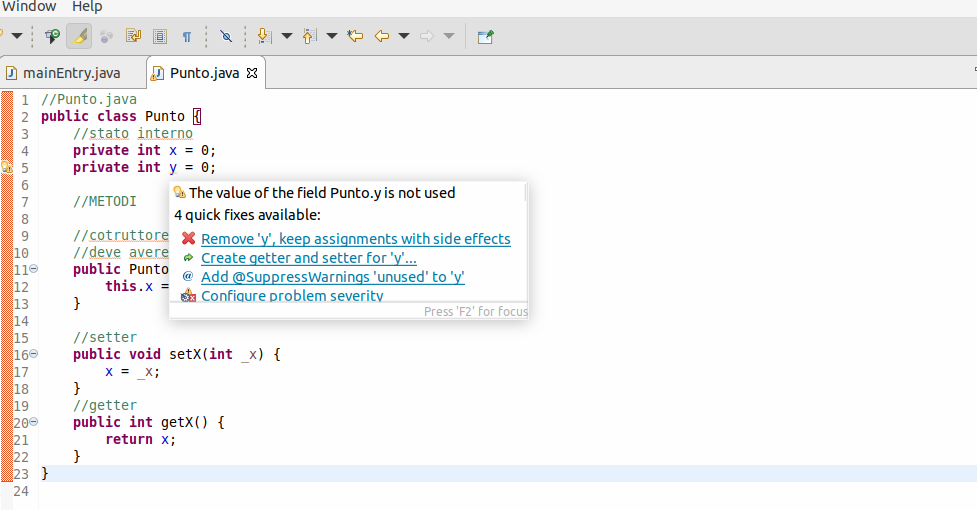 Window Help
mainEntry.java Punto.java
1 //Punto.java
2 public class Punto {
3 //stato interno
4 private int x = 0;
5 private int y = 0;
6
7 //METODI
8
9 //cotruttore
10 //deve avere
11 public Punto
12 this.x =
13 }
14
15 //setter
16 public void setX(int _x) {
17 x = _x;
18 }
19 //getter
20 public int getX() {
21 return x;
22 }
23 }
24
The value of the field Punto.y is not used
4 quick fixes available:
Remove 'y', keep assignments with side effects
Create getter and setter for 'y'...
@ Add @SuppressWarnings 'unused' to 'y'
Configure problem severity
Press 'F2' for focus